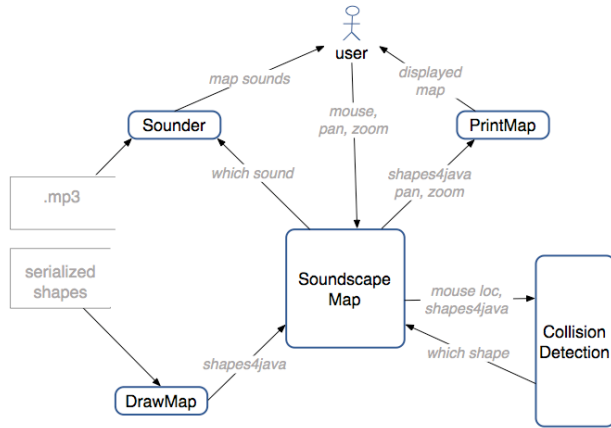 user
map sounds
displayed
map
Sounder
mouse,
pan, zoom
PrintMap
which sound
shapes4java
pan, zoom
.mp3
serialized
shapes
Soundscape
Map
mouse loc,
shapes4java
Collision
Detection
which shape
shapes4java
DrawMap